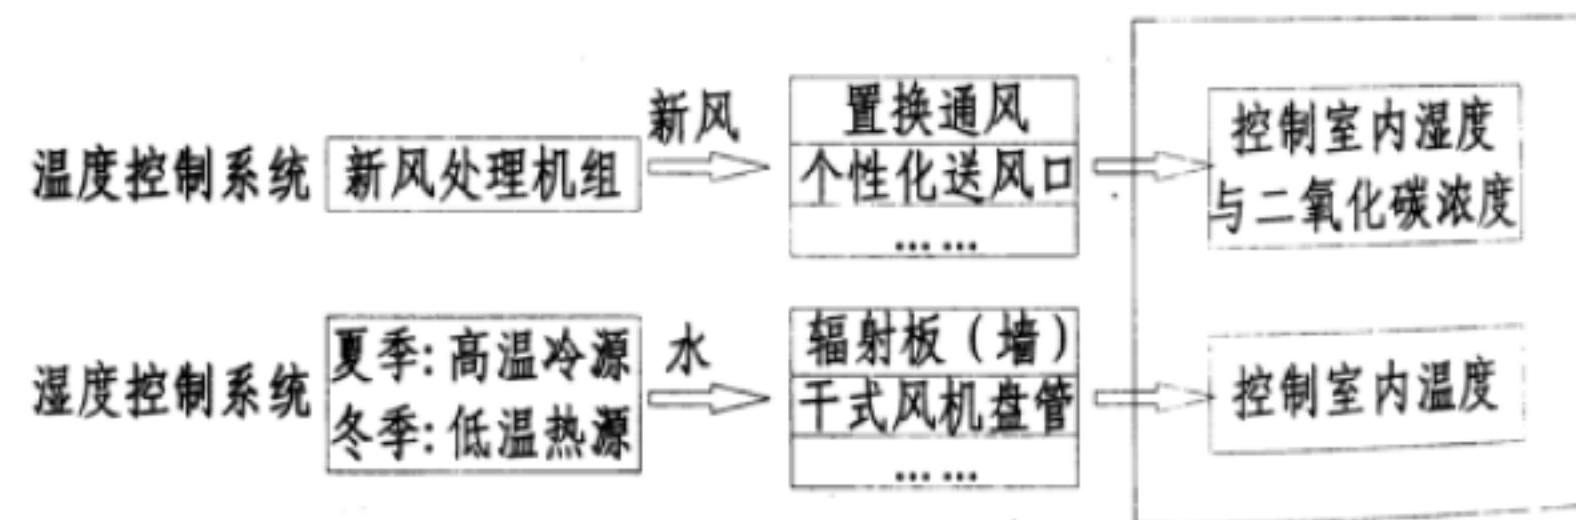 温度控制系统
新风处理机组
新风
置换通风
个性化送风口
……
控制室内湿度
与二氧化碳浓度
湿度控制系统
夏季:高温冷源
冬季:低温热源
水
辐射板(墙)
干式风机盘管
……
控制室内温度